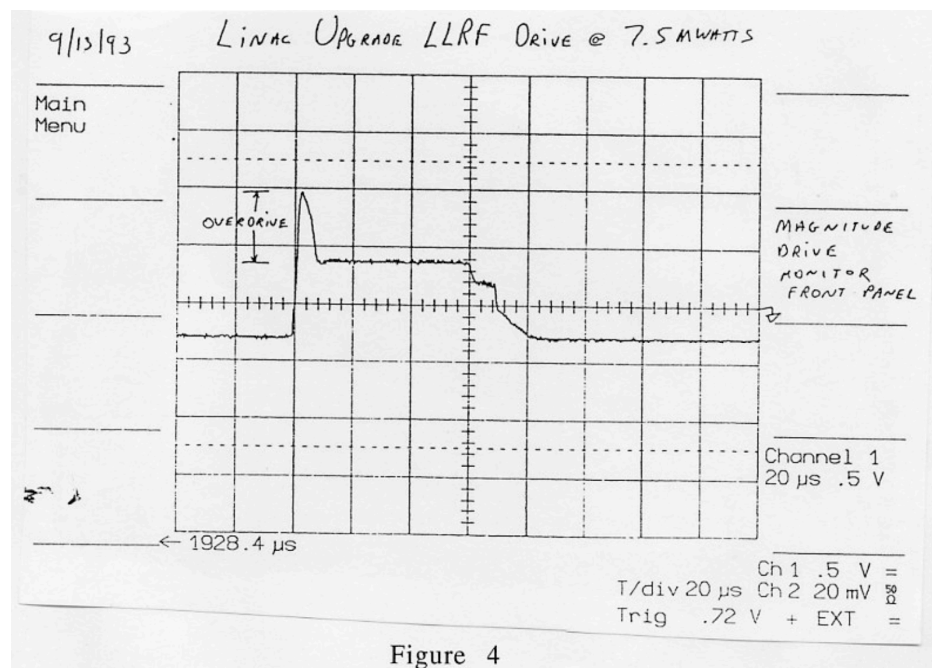 9/13/93
LINAC UPGRADE LLRF DRIVE @ 7.5 MWATTS
Main
Menu
OVERDRIVE
MAGNITUDE
DRIVE
MONITOR
FRONT PANEL
Channel 1
20 µs .5 V
← 1928.4 µs
Ch 1 .5 V =
T/div 20 µs Ch 2 20 mV
Trig .72 V + EXT =
Figure 4